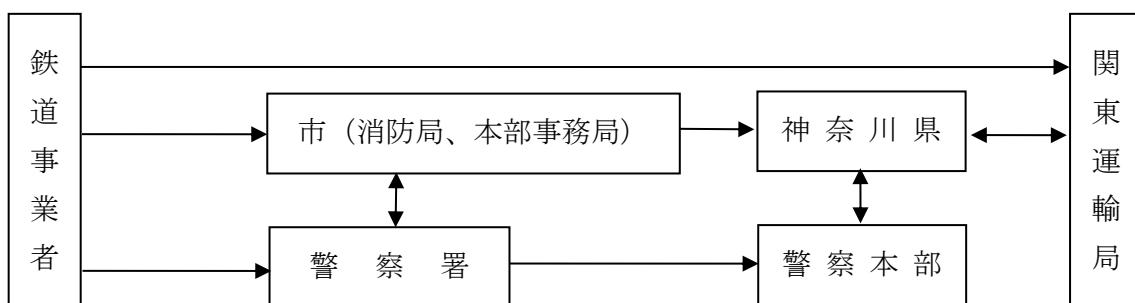 鉄道事業者
市（消防局、本部事務局）
神奈川県
関東運輸局
警察署
警察本部